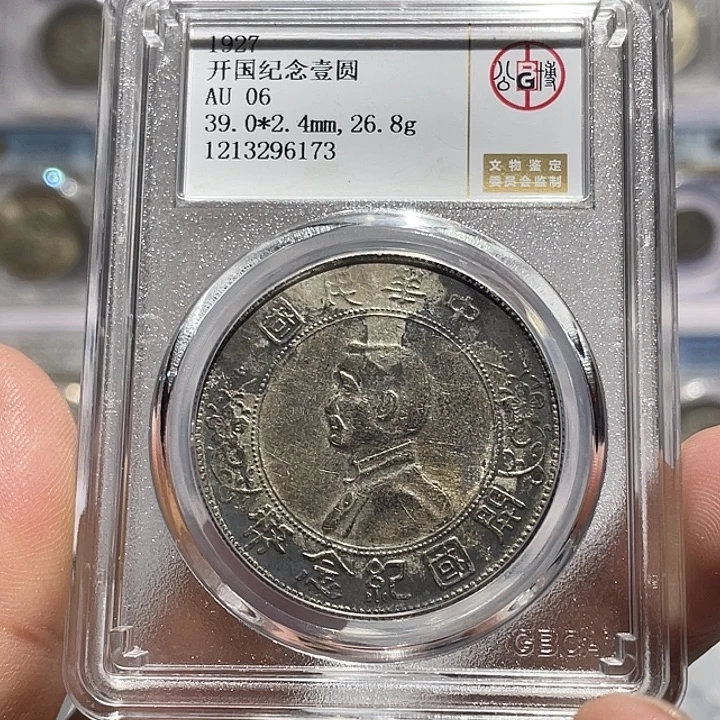 1927
开国纪念壹圆
AU 06
39.0*2.4mm,26.8g
1213296173
公博
BG
文物鉴定
委员会监制
中華民國
開國紀念幣
GBCA